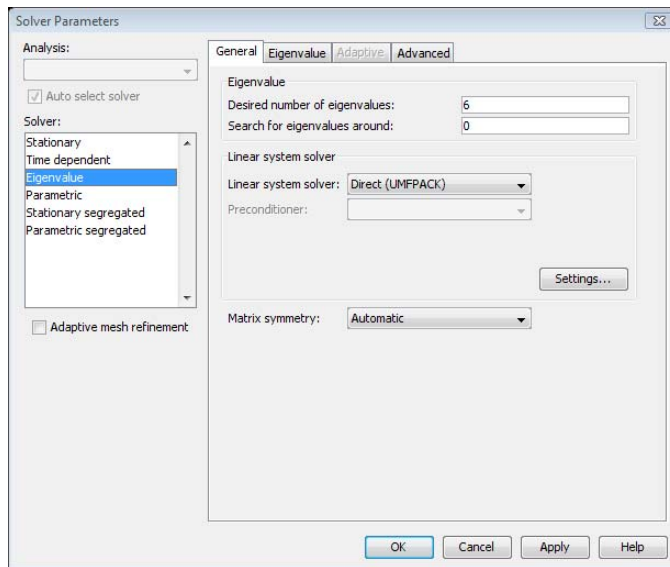 Solver Parameters
Analysis:
Auto select solver
Solver:
Stationary
Time dependent
Eigenvalue
Parametric
Stationary segregated
Parametric segregated
Adaptive mesh refinement
General Eigenvalue Adaptive Advanced
Eigenvalue
Desired number of eigenvalues: 6
Search for eigenvalues around: 0
Linear system solver
Linear system solver: Direct (UMFPACK)
Preconditioner:
Settings...
Matrix symmetry: Automatic
OK Cancel Apply Help